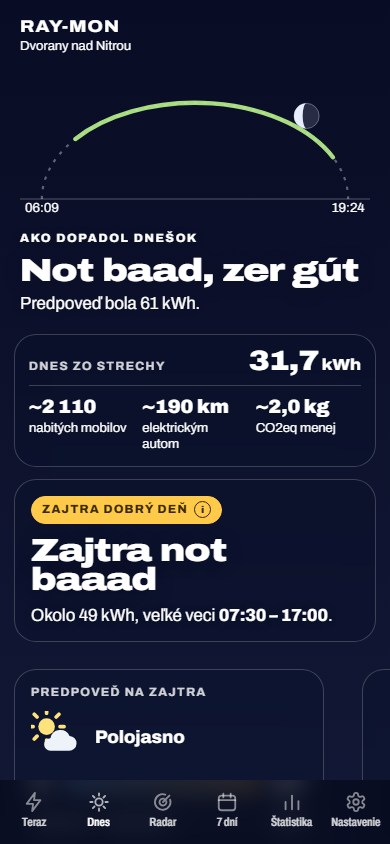 RAY-MON
Dvorany nad Nitrou
06:09
19:24
AKO DOPADOL DNEŠOK
Not baad, zer gút
Predpoveď bola 61 kWh.
DNES ZO STRECHY
31,7 kWh
~2 110
nabitých mobilov
~190 km
elektrickým
autom
~2,0 kg
CO2eq menej
ZAJTRA DOBRÝ DEŇ i
Zajtra not
baaad
Okolo 49 kWh, veľké veci 07:30 – 17:00.
PREDPOVEĎ NA ZAJTRA
Polojasno
Teraz
Dnes
Radar
7 dní
Štatistika
Nastavenie